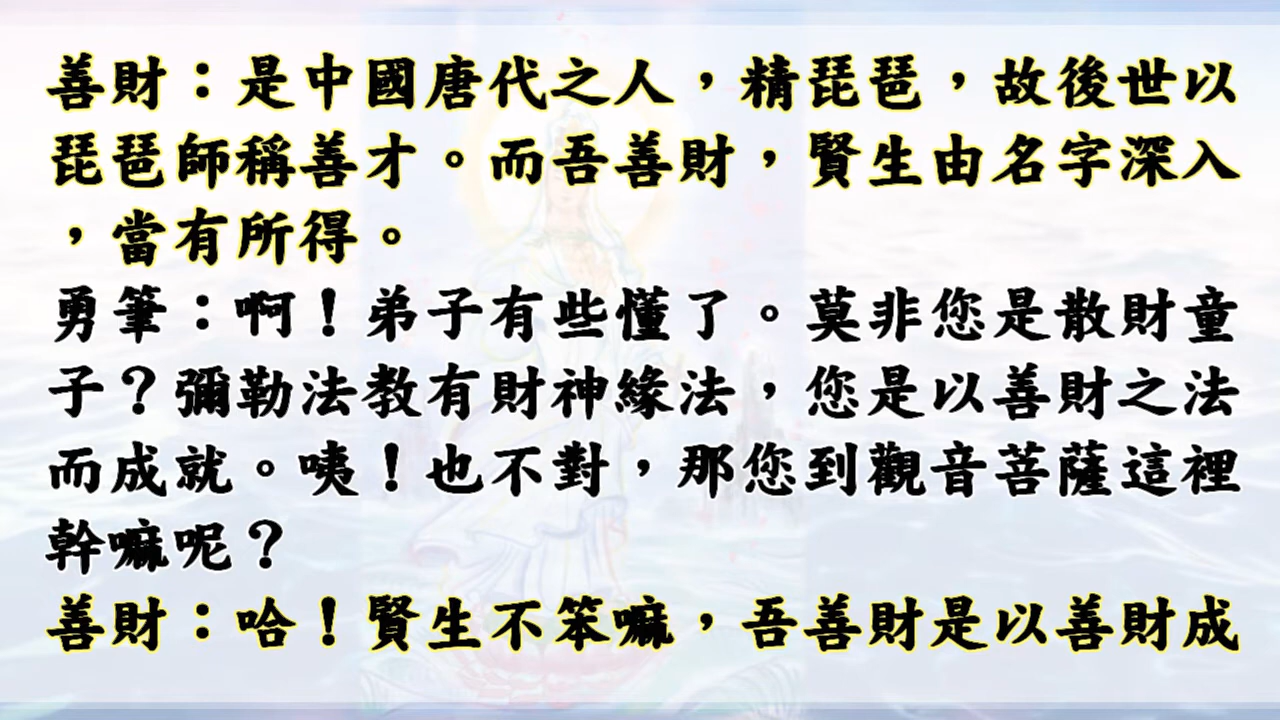 善財：是中國唐代之人，精琵琶，故後世以
琵琶師稱善才。而吾善財，賢生由名字深入
，當有所得。
勇筆：啊！弟子有些懂了。莫非您是散財童
子？彌勒法教有財神緣法，您是以善財之法
而成就。咦！也不對，那您到觀音菩薩這裡
幹嘛呢？
善財：哈！賢生不笨嘛，吾善財是以善財成